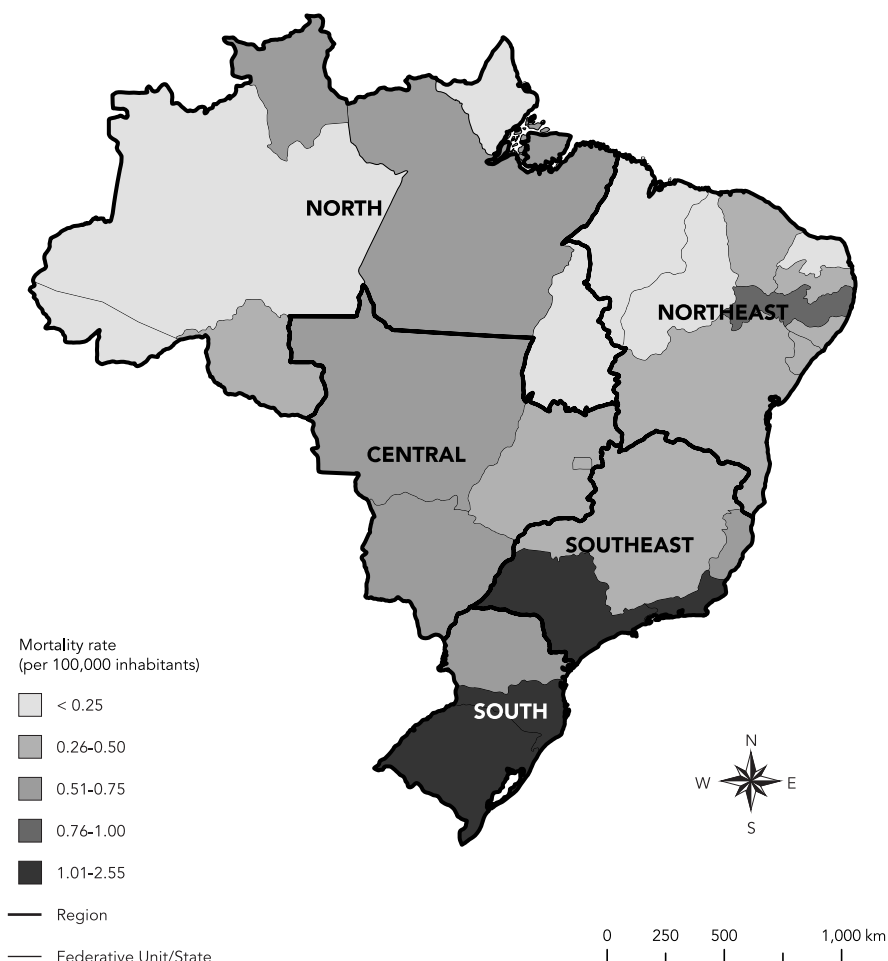 NORTH
NORTHEAST
CENTRAL
SOUTHEAST
SOUTH
Mortality rate
(per 100,000 inhabitants)
< 0.25
0.26-0.50
0.51-0.75
0.76-1.00
1.01-2.55
Region
Federative Unit/State
N
W E
S
0 250 500 1,000 km